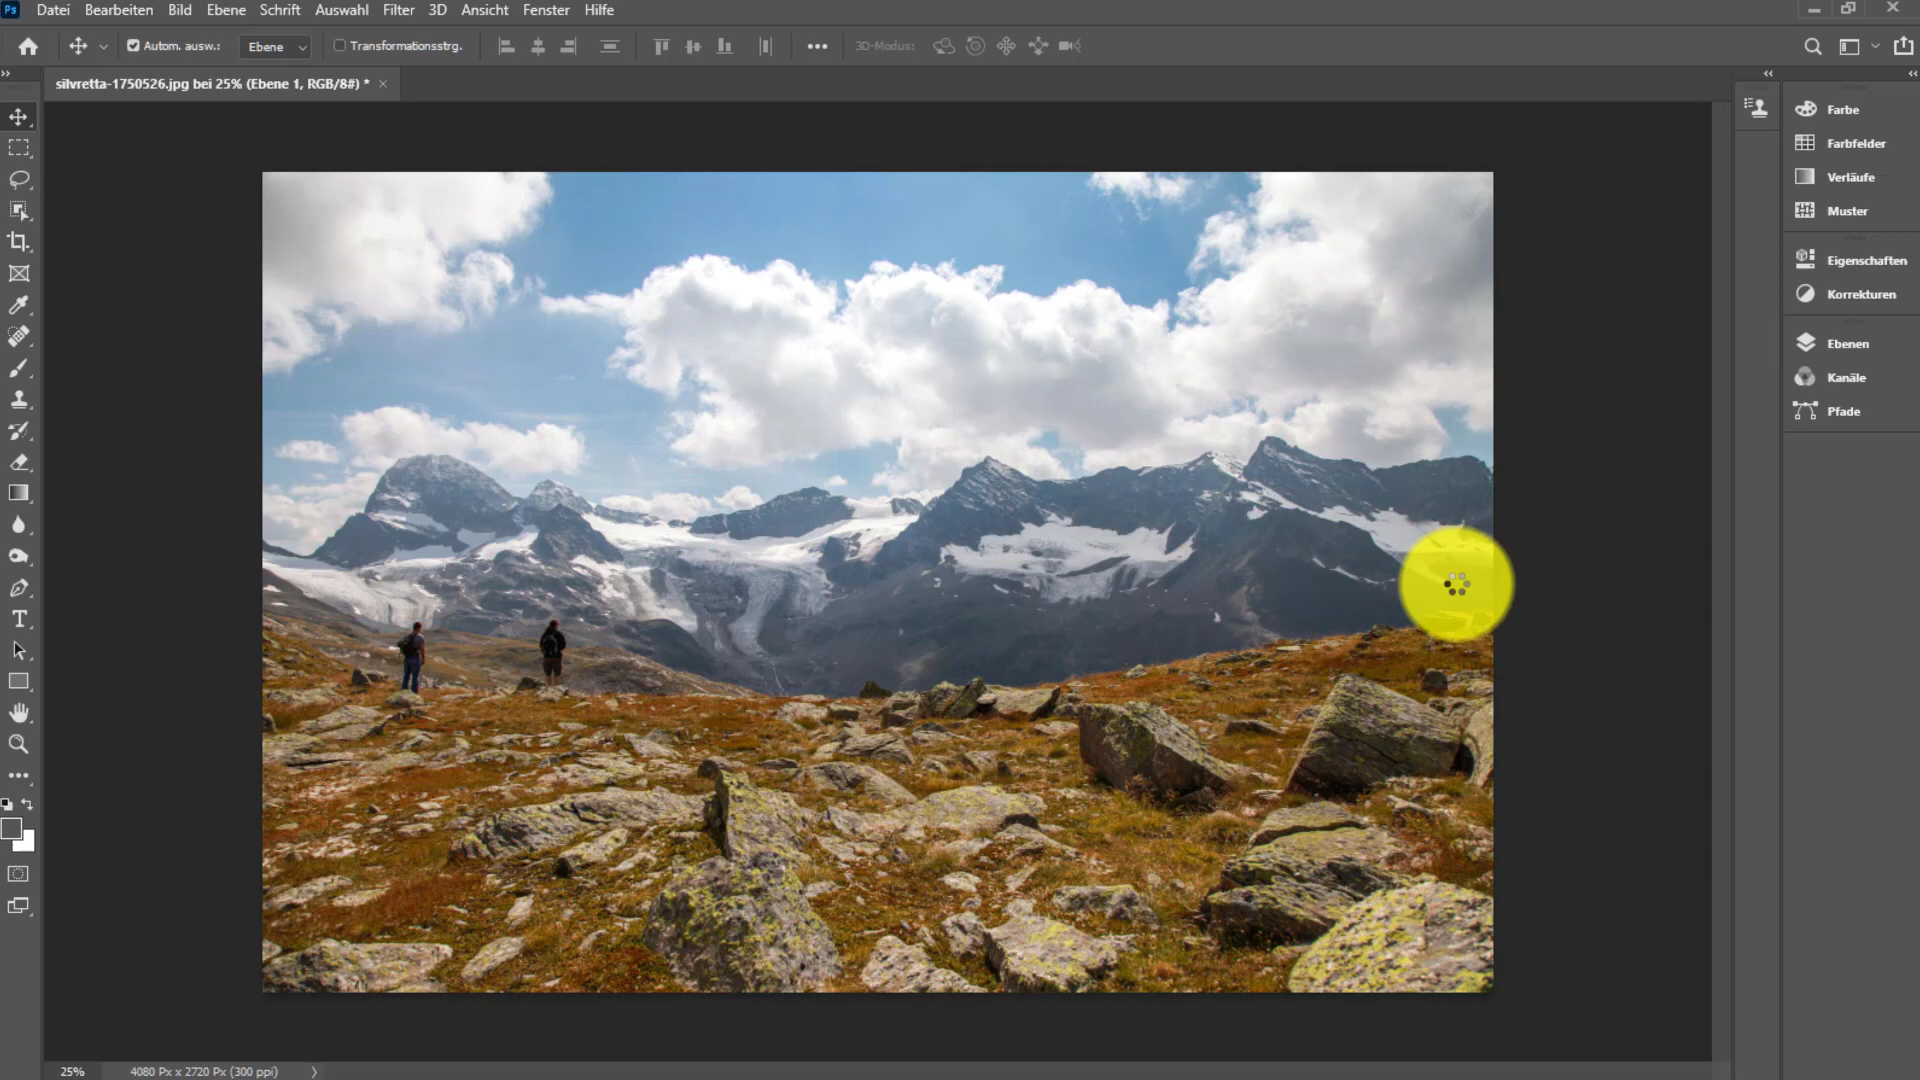 Ps Datei Bearbeiten Bild Ebene Schrift Auswahl Filter 3D Ansicht Fenster Hilfe
Autom. ausw.: Ebene Transformationsstrg. 3D-Modus:
silvretta-1750526.jpg bei 25% (Ebene 1, RGB/8#) *
Farbe
Farbfelder
Verläufe
Muster
Eigenschaften
Korrekturen
Ebenen
Kanäle
Pfade
25% 4080 Px x 2720 Px (300 ppi)